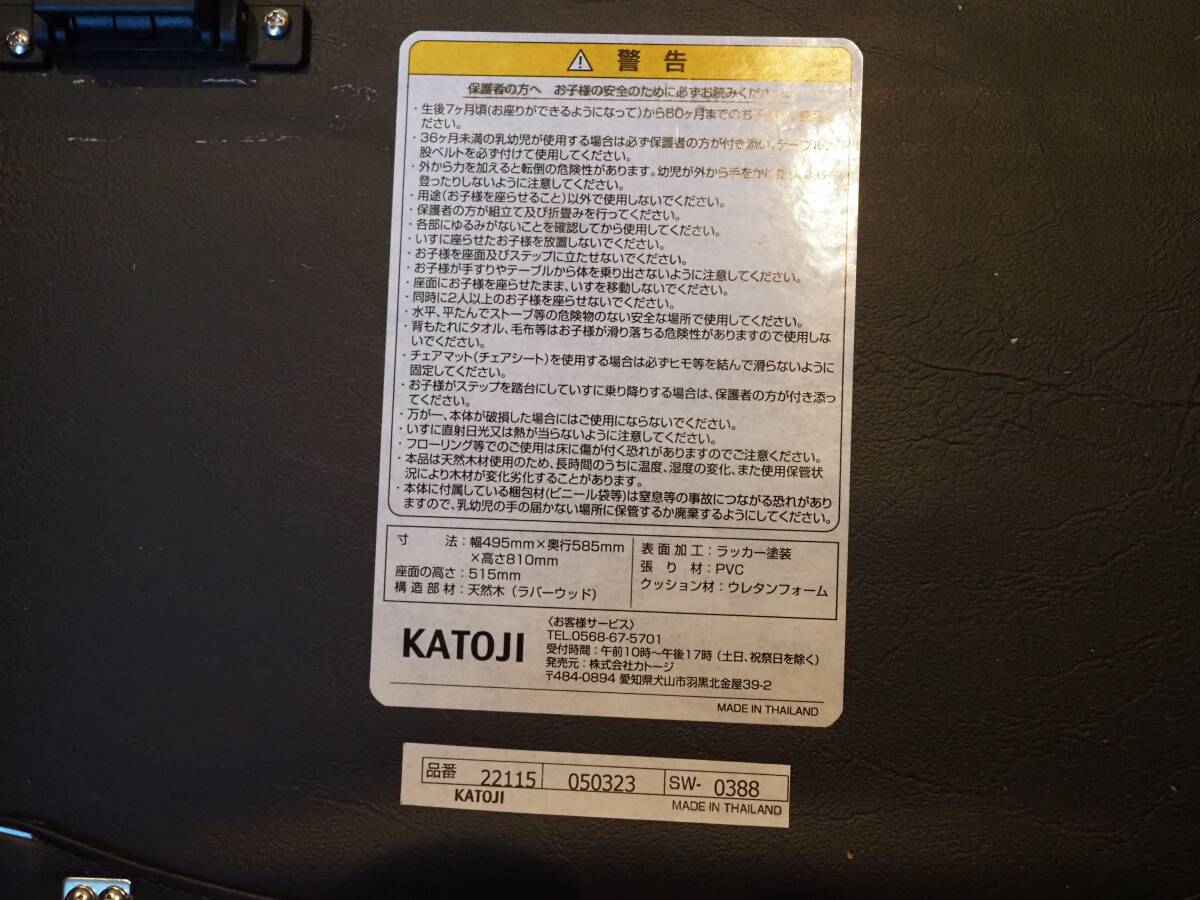 警告
保護者の方へ お子様の安全のために必ずお読みくだ
・生後7ヶ月頃(お座りができるようになって)から60ヶ月までのお子
ださい。
・36ヶ月未満の乳幼児が使用する場合は必ず保護者の方が付き添い、テーブル、
股ベルトを必ず付けて使用してください。
・外から力を加えると転倒の危険性があります。幼児が外から手をか
登ったりしないように注意してください。
・用途(お子様を座らせること)以外で使用しないでください。
・保護者の方が組立て及び折畳みを行ってください。
・各部にゆるみがないことを確認してから使用してください。
・いすに座らせたお子様を放置しないでください。
・お子様を座面及びステップに立たせないでください。
・お子様が手すりやテーブルから体を乗り出さないように注意してください。
・座面にお子様を座らせたまま、いすを移動しないでください。
・同時に2人以上のお子様を座らせないでください。
・水平、平たんでストーブ等の危険物のない安全な場所で使用してください。
・背もたれにタオル、毛布等はお子様が滑り落ちる危険性がありますので使用しな
いでください。
・チェアマット(チェアシート)を使用する場合は必ずヒモ等を結んで滑らないように
固定してください。
・お子様がステップを踏台にしていすに乗り降りする場合は、保護者の方が付き添っ
てください。
・万が一、本体が破損した場合にはご使用にならないでください。
・いすに直射日光又は熱が当らないように注意してください。
・フローリング等でのご使用は床に傷が付く恐れがありますのでご注意ください。
・本品は天然木材使用のため、長時間のうちに温度、湿度の変化、また使用保管状
況により木材が変化劣化することがあります。
・本体に付属している梱包材(ビニール袋等)は窒息等の事故につながる恐れがあり
ますので、乳幼児の手の届かない場所に保管するか廃棄するようにしてください。
寸 法:幅495mm×奥行585mm
×高さ810mm
座面の高さ:515mm
構造部材:天然木(ラバーウッド)
表面加工:ラッカー塗装
張り材:PVC
クッション材:ウレタンフォーム
KATOJI
〈お客様サービス〉
TEL.0568-67-5701
受付時間:午前10時〜午後17時(土日、祝祭日を除く)
発売元:株式会社カトージ
〒484-0894 愛知県犬山市羽黒北金屋39-2
MADE IN THAILAND
品番 22115 050323 SW- 0388
KATOJI MADE IN THAILAND